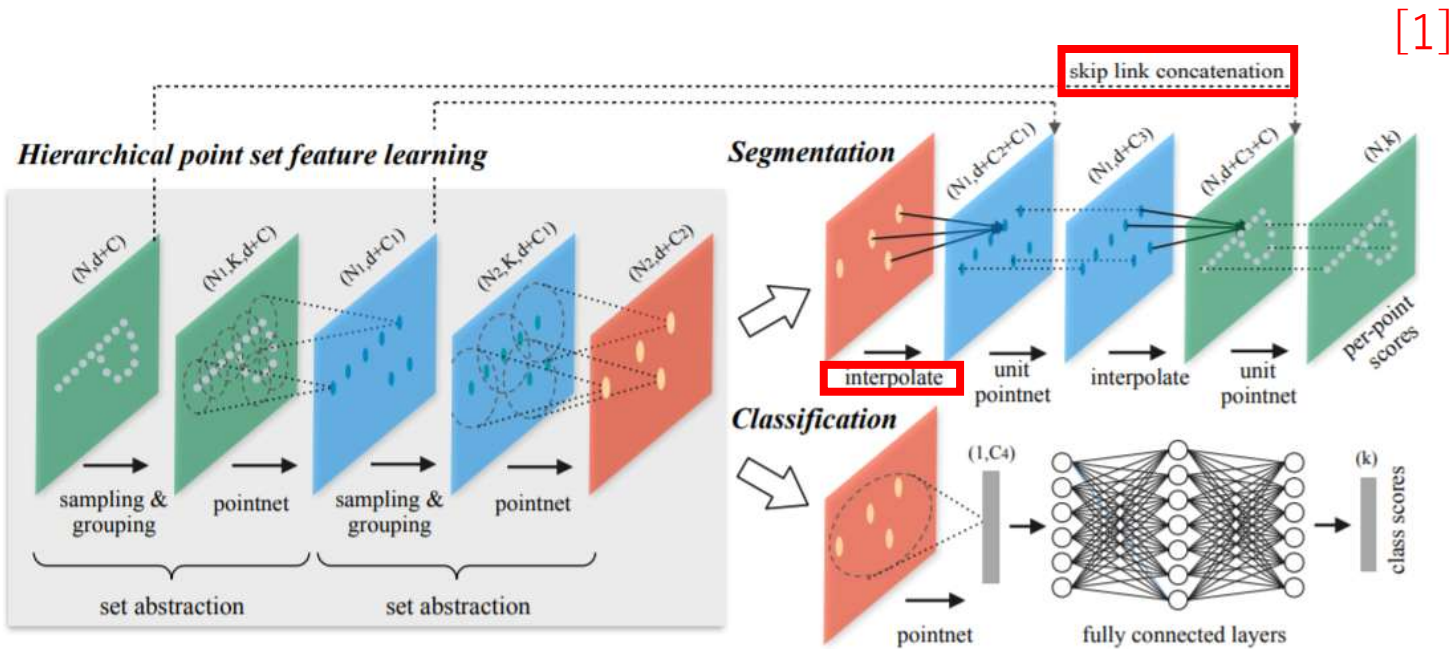 [1]
skip link concatenation
Hierarchical point set feature learning
(N,d+C)
(N1,K,d+C)
(N1,d+C1)
(N2,K,d+C1)
(N2,d+C2)
sampling &
grouping
pointnet
sampling &
grouping
pointnet
set abstraction
set abstraction
Segmentation
(N1,d+C2+C1)
(N1,d+C3)
(N,d+C3+C)
(N,k)
per-point
scores
interpolate
unit
pointnet
interpolate
unit
pointnet
Classification
(1,C4)
(k)
class scores
pointnet
fully connected layers